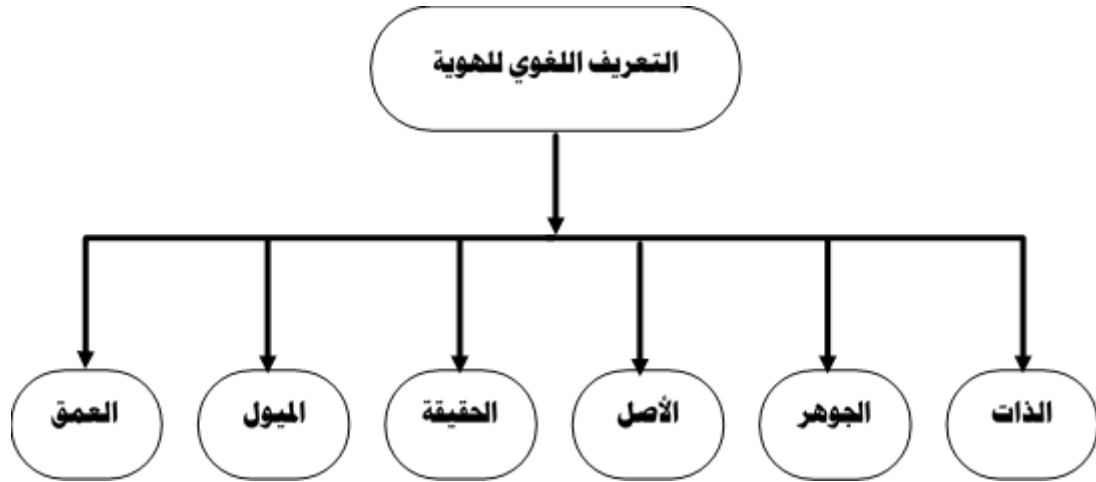 التعريف اللغوي للهوية
الذات
الجوهر
الأصل
الحقيقة
الميول
العمق